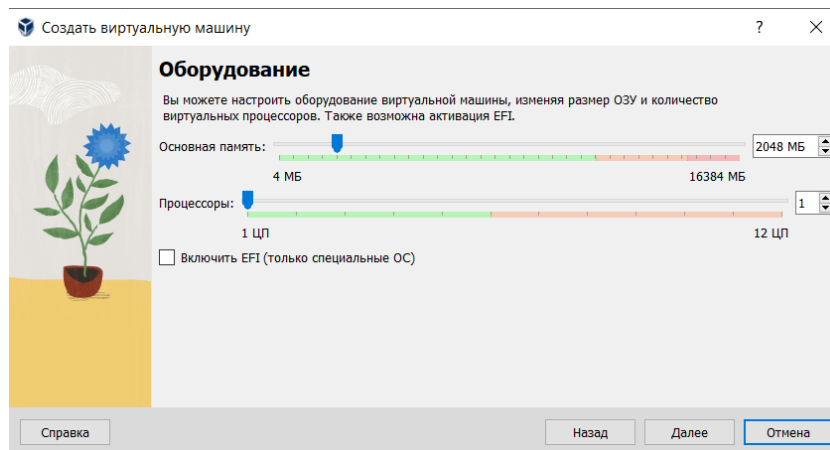 Создать виртуальную машину
?
Оборудование
Вы можете настроить оборудование виртуальной машины, изменяя размер ОЗУ и количество
виртуальных процессоров. Также возможна активация EFI.
Основная память: 2048 МБ
4 МБ 16384 МБ
Процессоры: 1
1 ЦП 12 ЦП
Включить EFI (только специальные ОС)
Справка Назад Далее Отмена